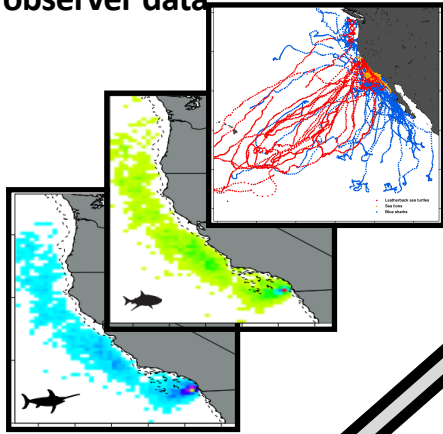 observer data
Leatherback sea turtles
Sea lions
Blue sharks